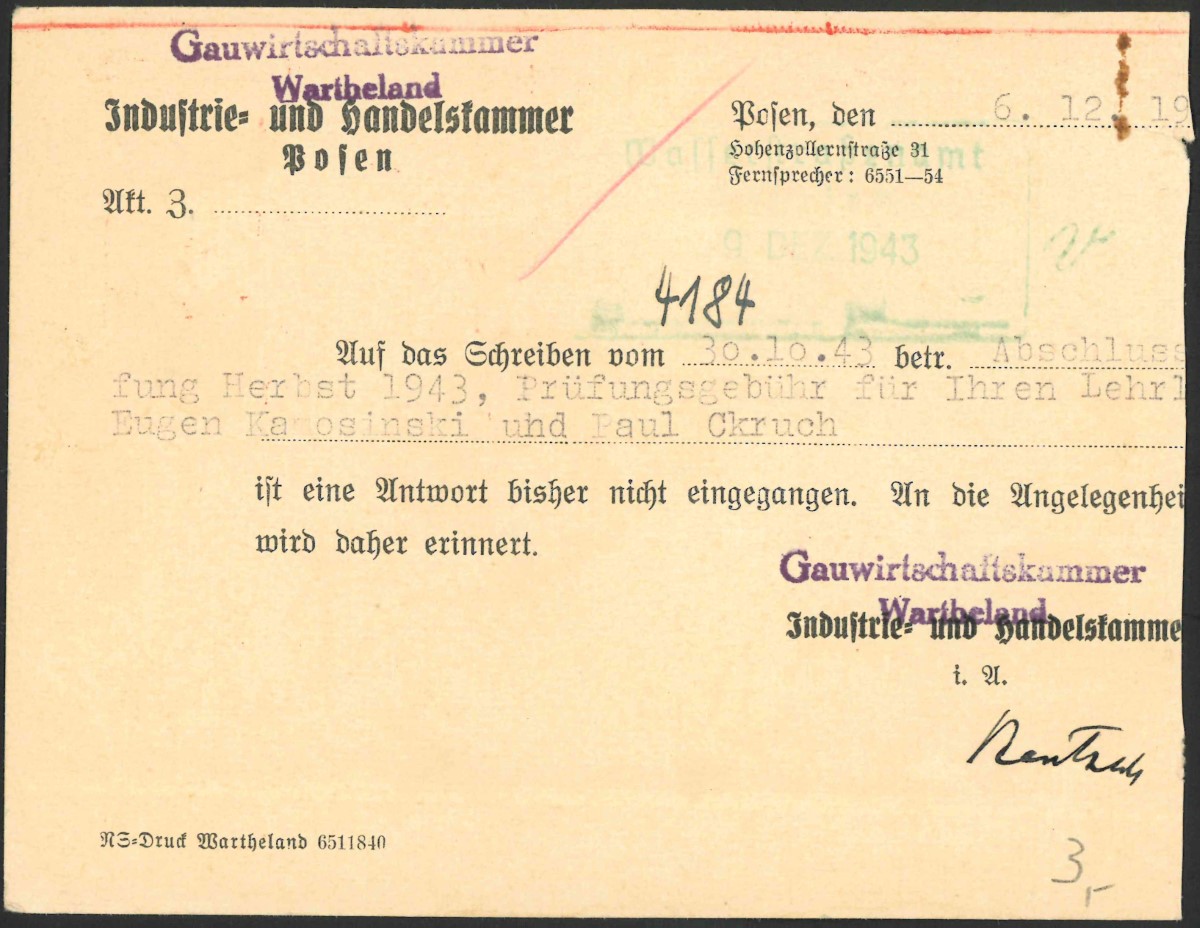 Gauwirtschaftskammer
Wartheland
Industrie- und Handelskammer
Posen
Akt. 3.
Posen, den 6. 12. 19
Hohenzollernstraße 31
Fernsprecher: 6551—54
9 DEZ. 1943
4184
Auf das Schreiben vom 30.10.43 betr. Abschluss
fung Herbst 1943, Prüfungsgebühr für Ihren Lehrl
Eugen Kamosinski und Paul Ckruch
ist eine Antwort bisher nicht eingegangen. An die Angelegenhei
wird daher erinnert.
Gauwirtschaftskammer
Wartheland
Industrie- und Handelskamme
i. A.
NS-Druck Wartheland 6511840
3,-